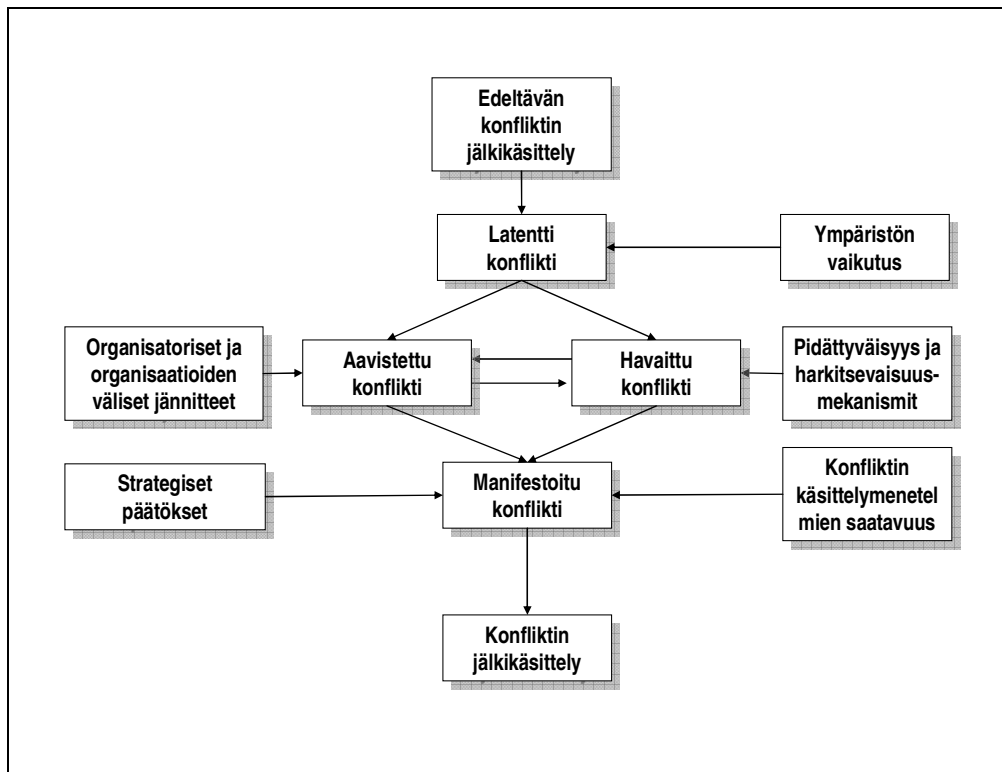 Edeltävän
konfliktin
jälkikäsittely
Latentti
konflikti
Ympäristön
vaikutus
Organisatoriset ja
organisaatioiden
väliset jännitteet
Aavistettu
konflikti
Havaittu
konflikti
Pidättyväisyys ja
harkitsevaisuus-
mekanismit
Strategiset
päätökset
Manifestoitu
konflikti
Konfliktin
käsittelymenetel
mien saatavuus
Konfliktin
jälkikäsittely